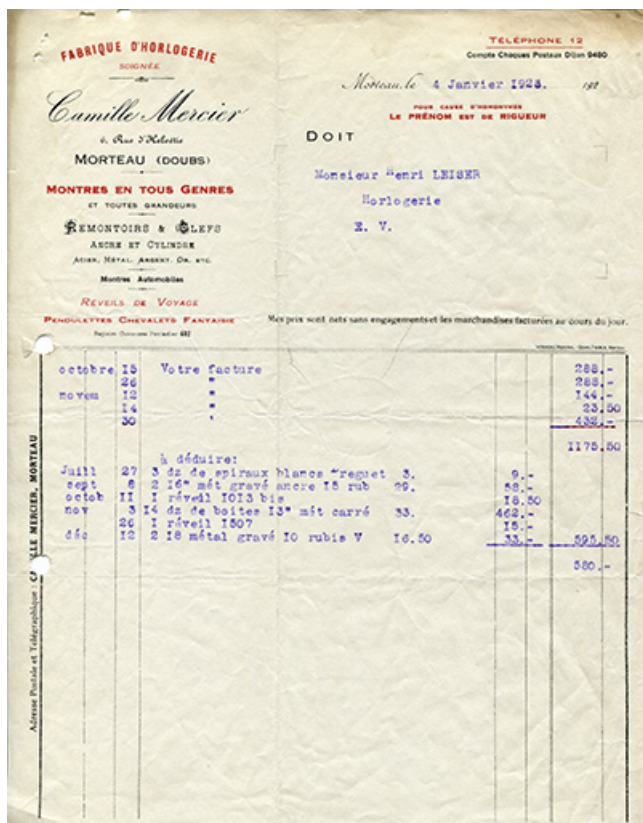 FABRIQUE D'HORLOGERIE
SOIGNÉE
Camille Mercier
6, Rue d'Helvétie
MORTEAU (DOUBS)
MONTRES EN TOUS GENRES
ET TOUTES GRANDEURS
REMONTOIRS & CLEFS
ANCRE ET CYLINDRE
ACIER, MÉTAL, ARGENT, OR, ETC.
Montres Automobiles
RÉVEILS DE VOYAGE
PENDULETTES CHEVALETS FANTAISIE
TÉLÉPHONE 12
Compte Chèques Postaux Dijon 9480
Morteau, le 4 Janvier 1923. 192
POUR CAUSE D'HOMONYMES
LE PRÉNOM EST DE RIGUEUR
DOIT
Monsieur Henri LEISER
Horlogerie
E. V.
Mes prix sont nets sans engagements et les marchandises facturées au cours du jour.
octobre 15 Votre facture 288.-
26 " 288.-
novem 12 " 144.-
14 " 23.50
30 " 432.-
1175.50
à déduire:
Juill 27 3 dz de spiraux blancs "reguet 3. 9.-
sept 8 2 16" mét gravé ancre 15 rub 29. 58.-
octob 11 1 réveil 1013 bis 18.50
nov 3 14 dz de boites 13" mét carré 33. 462.-
26 1 réveil 1507 15.-
déc 12 2 18 métal gravé 10 rubis V 16.50 33.- 595.50
580.-
Adresse Postale et Télégraphique : CAMILLE MERCIER, MORTEAU